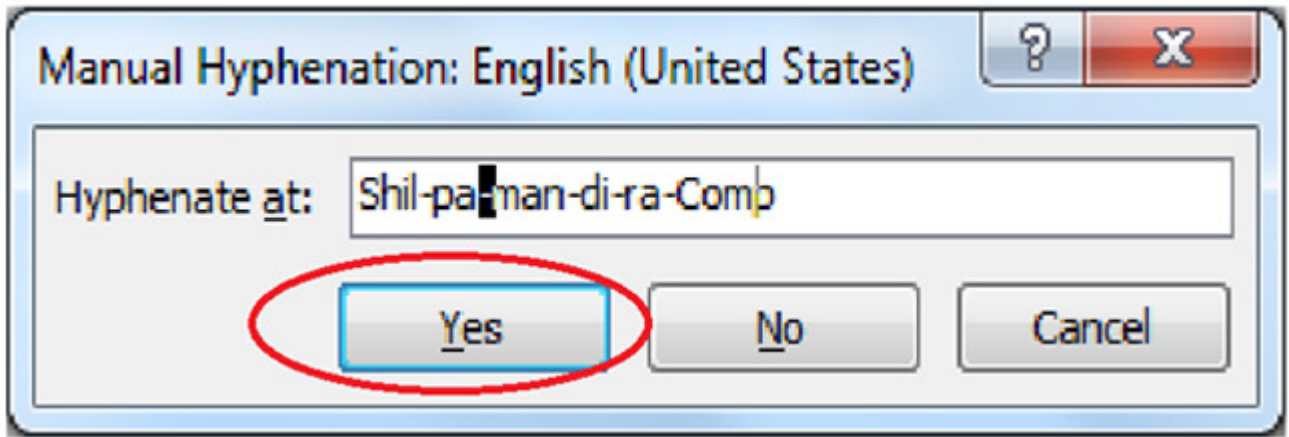 Manual Hyphenation: English (United States)
Hyphenate at: Shil-pa-man-di-ra-Comp
Yes No Cancel